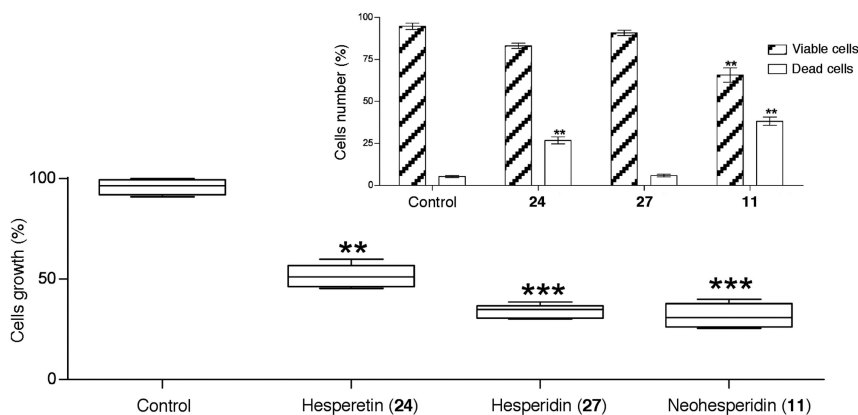 100
75
50
25
0
Cells number (%)
Viable cells
Dead cells
**
**
**
Control
24
27
11
100
50
0
Cells growth (%)
**
***
***
Control
Hesperetin (24)
Hesperidin (27)
Neohesperidin (11)